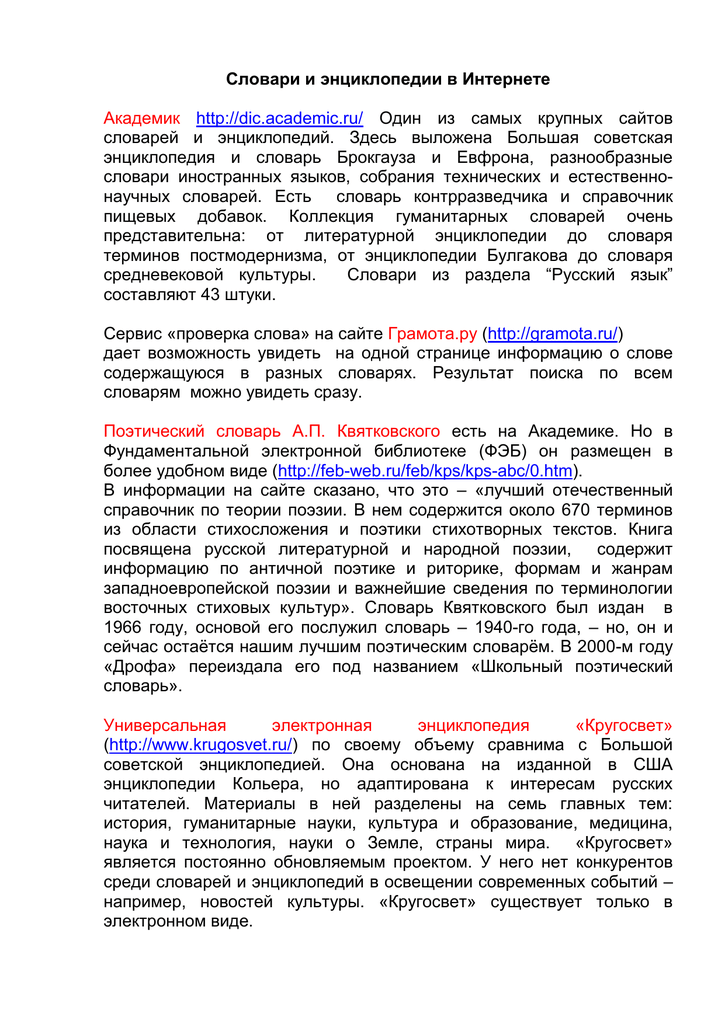 Словари и энциклопедии в Интернете
Академик http://dic.academic.ru/ Один из самых крупных сайтов
словарей и энциклопедий. Здесь выложена Большая советская
энциклопедия и словарь Брокгауза и Евфрона, разнообразные
словари иностранных языков, собрания технических и естественно-
научных словарей. Есть словарь контрразведчика и справочник
пищевых добавок. Коллекция гуманитарных словарей очень
представительна: от литературной энциклопедии до словаря
терминов постмодернизма, от энциклопедии Булгакова до словаря
средневековой культуры. Словари из раздела “Русский язык”
составляют 43 штуки.
Сервис «проверка слова» на сайте Грамота.ру (http://gramota.ru/)
дает возможность увидеть на одной странице информацию о слове
содержащуюся в разных словарях. Результат поиска по всем
словарям можно увидеть сразу.
Поэтический словарь А.П. Квятковского есть на Академике. Но в
Фундаментальной электронной библиотеке (ФЭБ) он размещен в
более удобном виде (http://feb-web.ru/feb/kps/kps-abc/0.htm).
В информации на сайте сказано, что это – «лучший отечественный
справочник по теории поэзии. В нем содержится около 670 терминов
из области стихосложения и поэтики стихотворных текстов. Книга
посвящена русской литературной и народной поэзии, содержит
информацию по античной поэтике и риторике, формам и жанрам
западноевропейской поэзии и важнейшие сведения по терминологии
восточных стиховых культур». Словарь Квятковского был издан в
1966 году, основой его послужил словарь – 1940-го года, – но, он и
сейчас остаётся нашим лучшим поэтическим словарём. В 2000-м году
«Дрофа» переиздала его под названием «Школьный поэтический
словарь».
Универсальная электронная энциклопедия «Кругосвет»
(http://www.krugosvet.ru/) по своему объему сравнима с Большой
советской энциклопедией. Она основана на изданной в США
энциклопедии Кольера, но адаптирована к интересам русских
читателей. Материалы в ней разделены на семь главных тем:
история, гуманитарные науки, культура и образование, медицина,
наука и технология, науки о Земле, страны мира. «Кругосвет»
является постоянно обновляемым проектом. У него нет конкурентов
среди словарей и энциклопедий в освещении современных событий –
например, новостей культуры. «Кругосвет» существует только в
электронном виде.